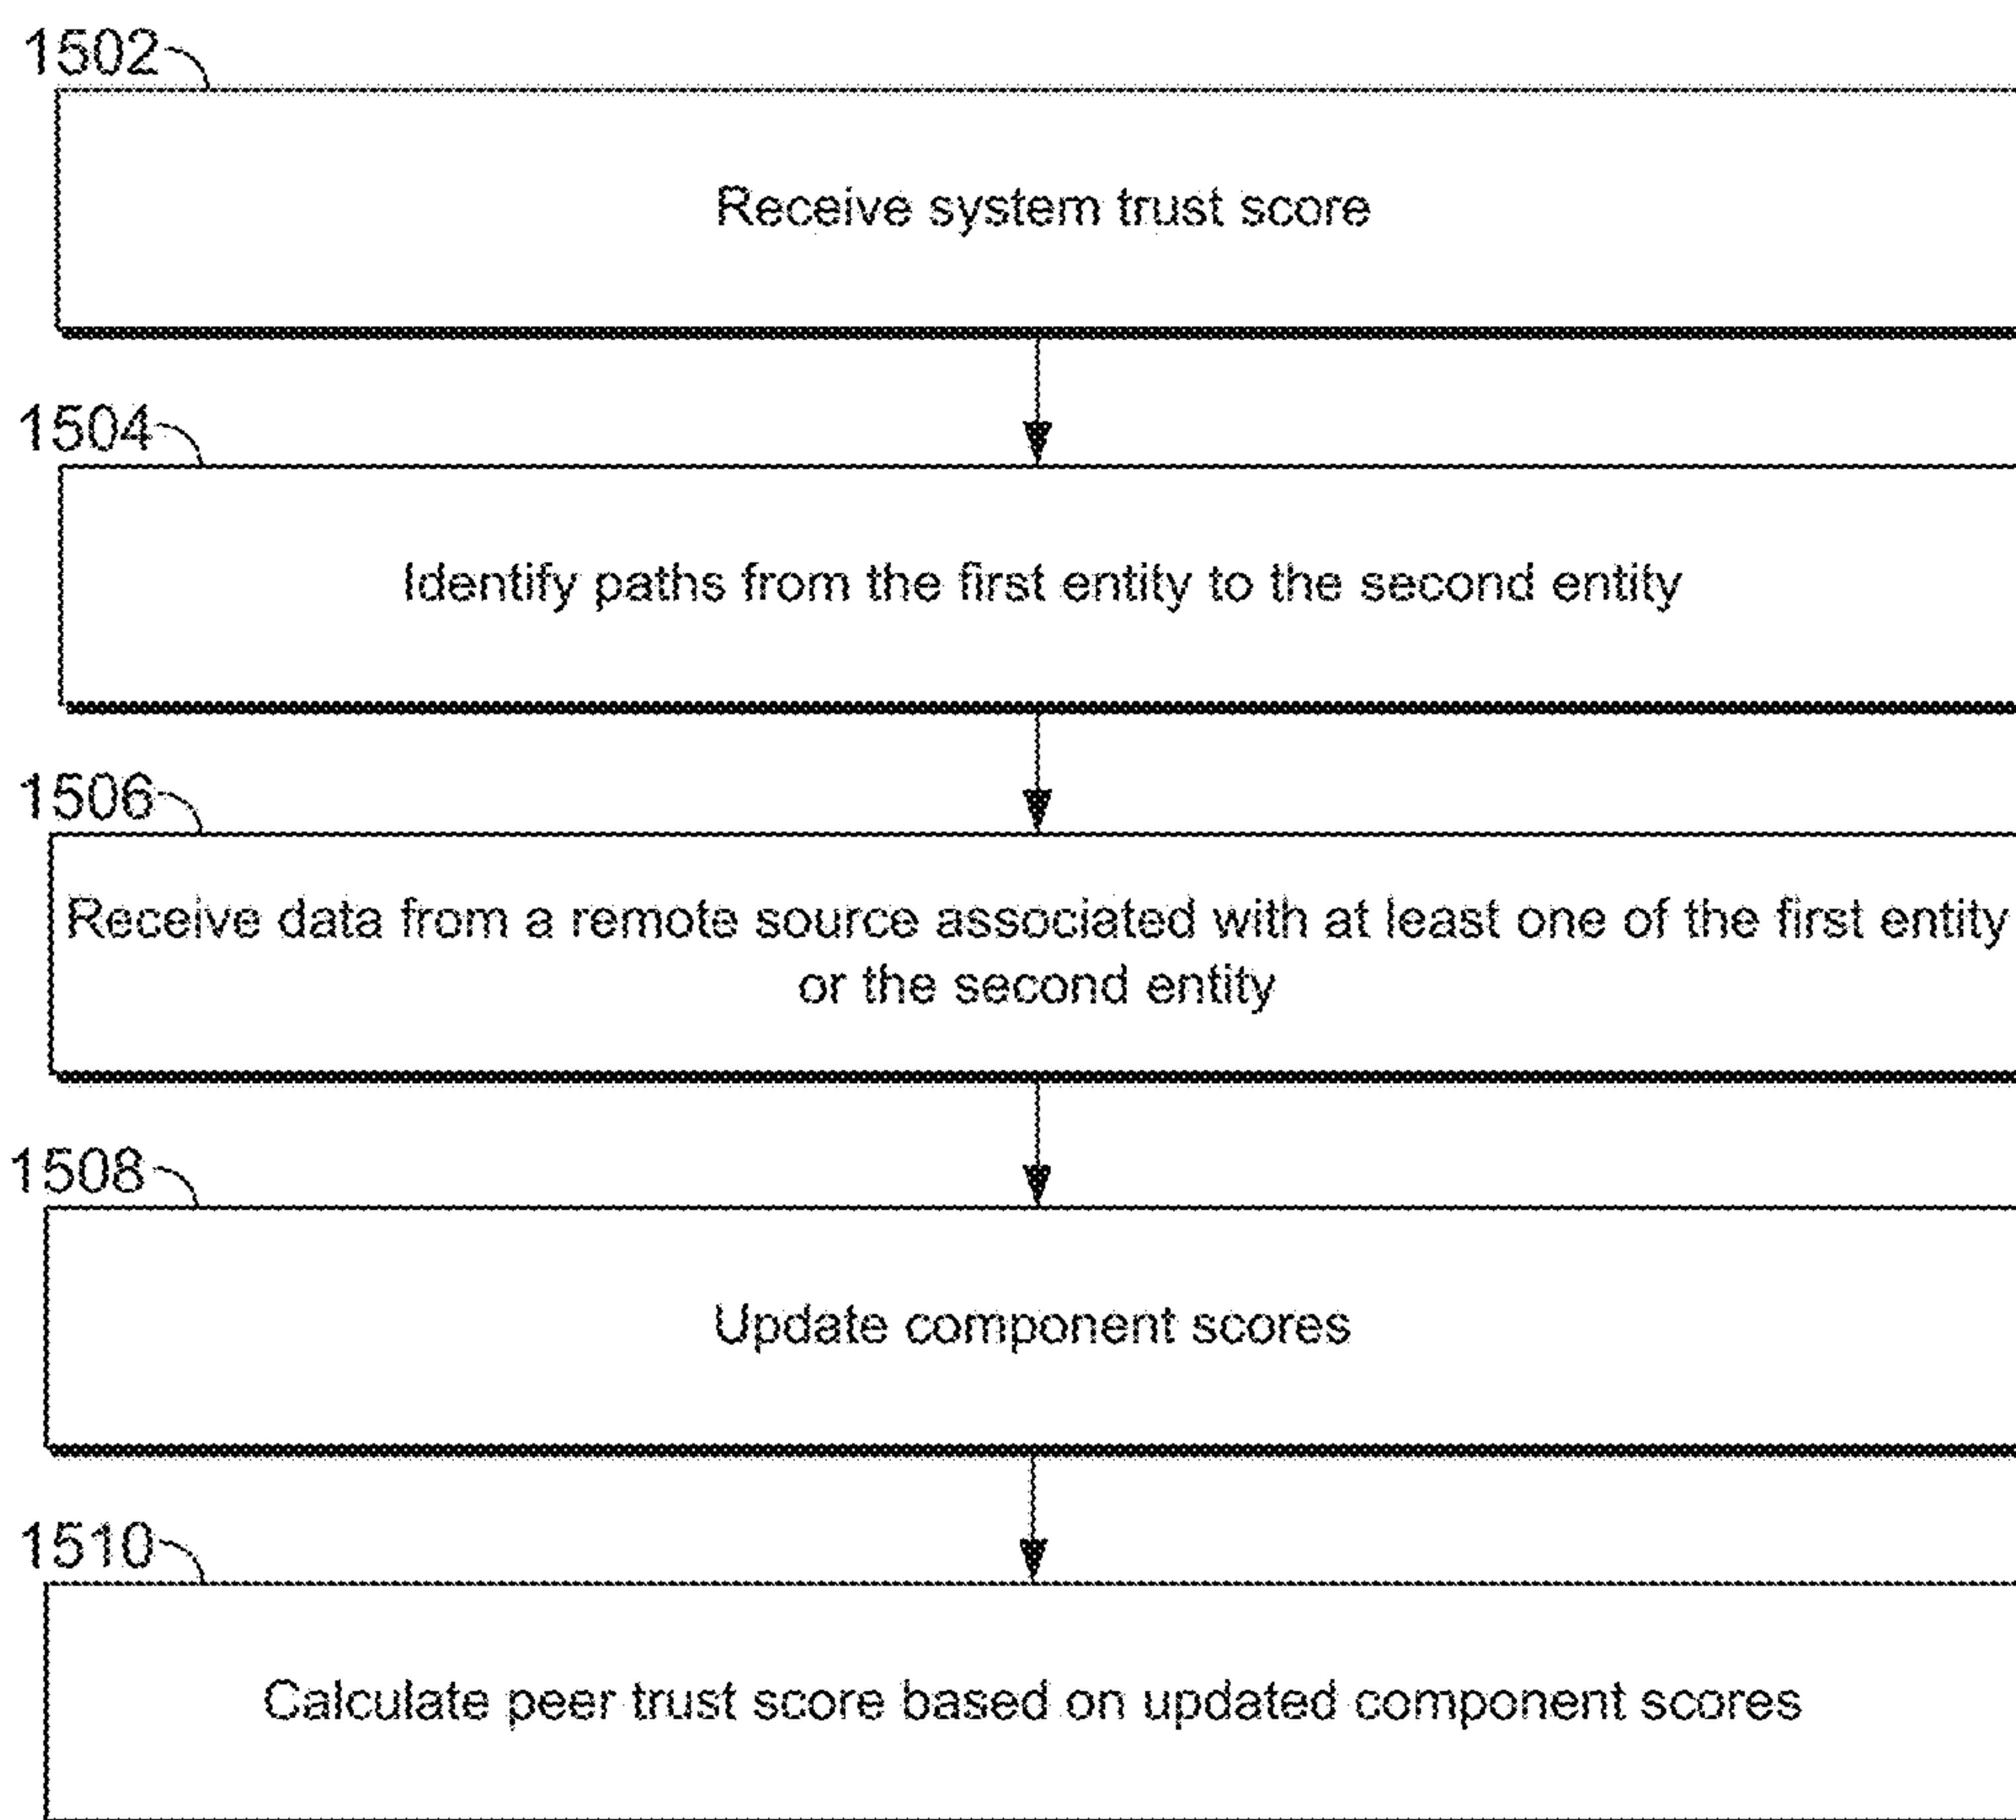 1502
Receive system trust score
1504
Identify paths from the first entity to the second entity
1506
Receive data from a remote source associated with at least one of the first entity
or the second entity
1508
Update component scores
1510
Calculate peer trust score based on updated component scores